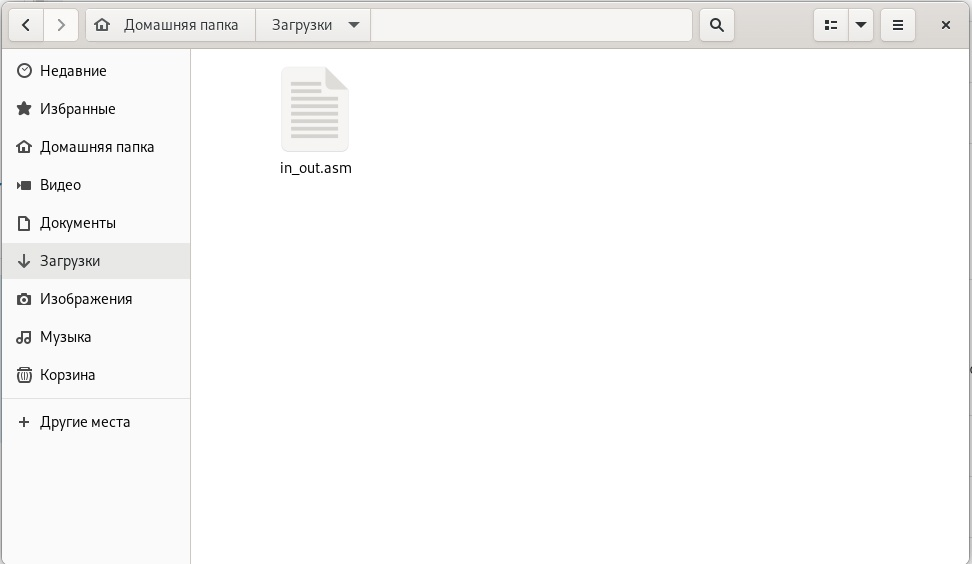 Домашняя папка
Загрузки
Недавние
Избранные
Домашняя папка
Видео
Документы
Загрузки
Изображения
Музыка
Корзина
Другие места
in_out.asm